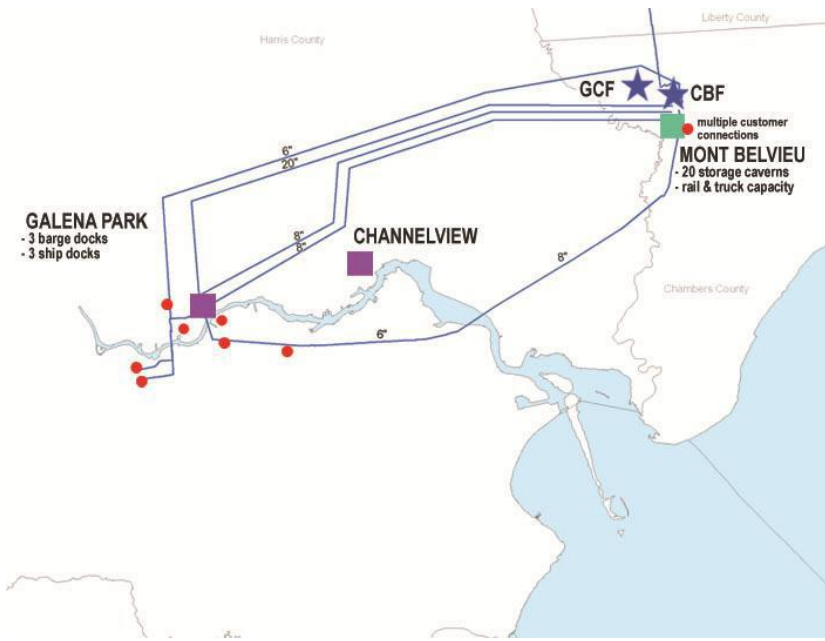 Liberty County
Harris County
GCF
CBF
multiple customer
connections
MONT BELVIEU
- 20 storage caverns
- rail & truck capacity
6"
20"
GALENA PARK
- 3 barge docks
- 3 ship docks
8"
8"
CHANNELVIEW
8"
Chambers County
6"